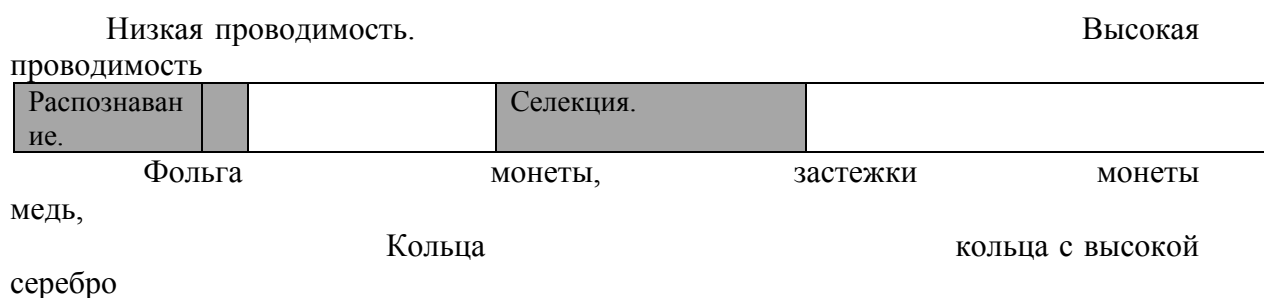 Низкая проводимость. Высокая
проводимость
Распознаван
ие.
Селекция.
Фольга монеты, застежки монеты
медь,
Кольца кольца с высокой
серебро